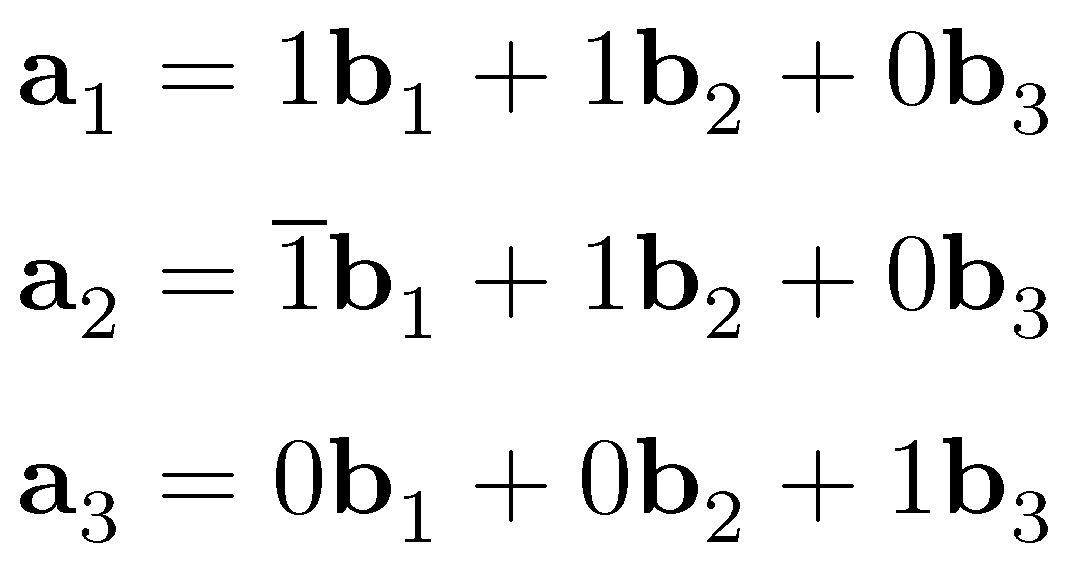 a₁ = 1b₁ + 1b₂ + 0b₃
a₂ = 1̅b₁ + 1b₂ + 0b₃
a₃ = 0b₁ + 0b₂ + 1b₃